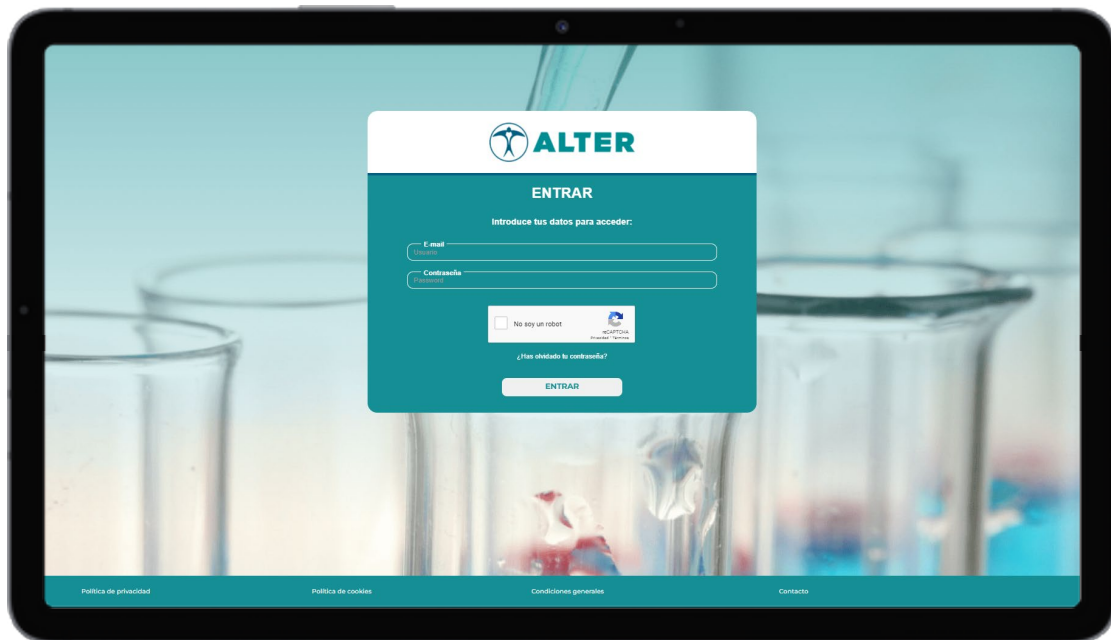 ALTER
ENTRAR
Introduce tus datos para acceder:
E-mail
Usuario
Contraseña
Password
No soy un robot
reCAPTCHA
Privacidad - Términos
¿Has olvidado tu contraseña?
ENTRAR
Política de privacidad
Política de cookies
Condiciones generales
Contacto